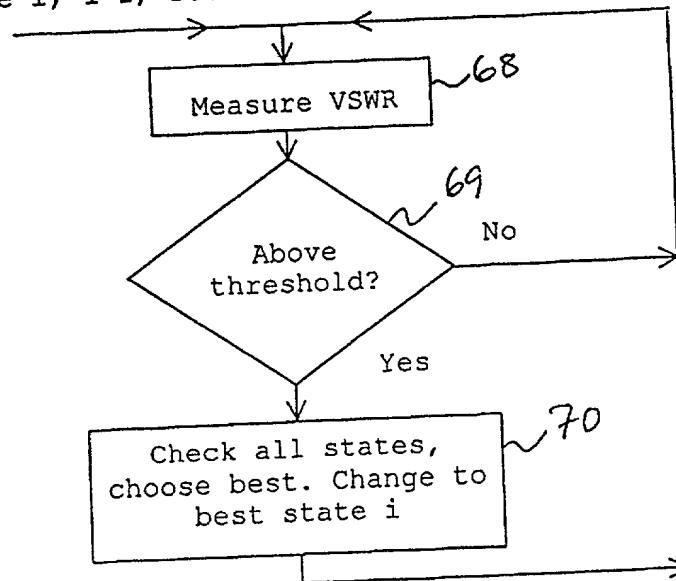 Measure VSWR
68
69
Above
threshold?
No
Yes
Check all states,
choose best. Change to
best state i
70